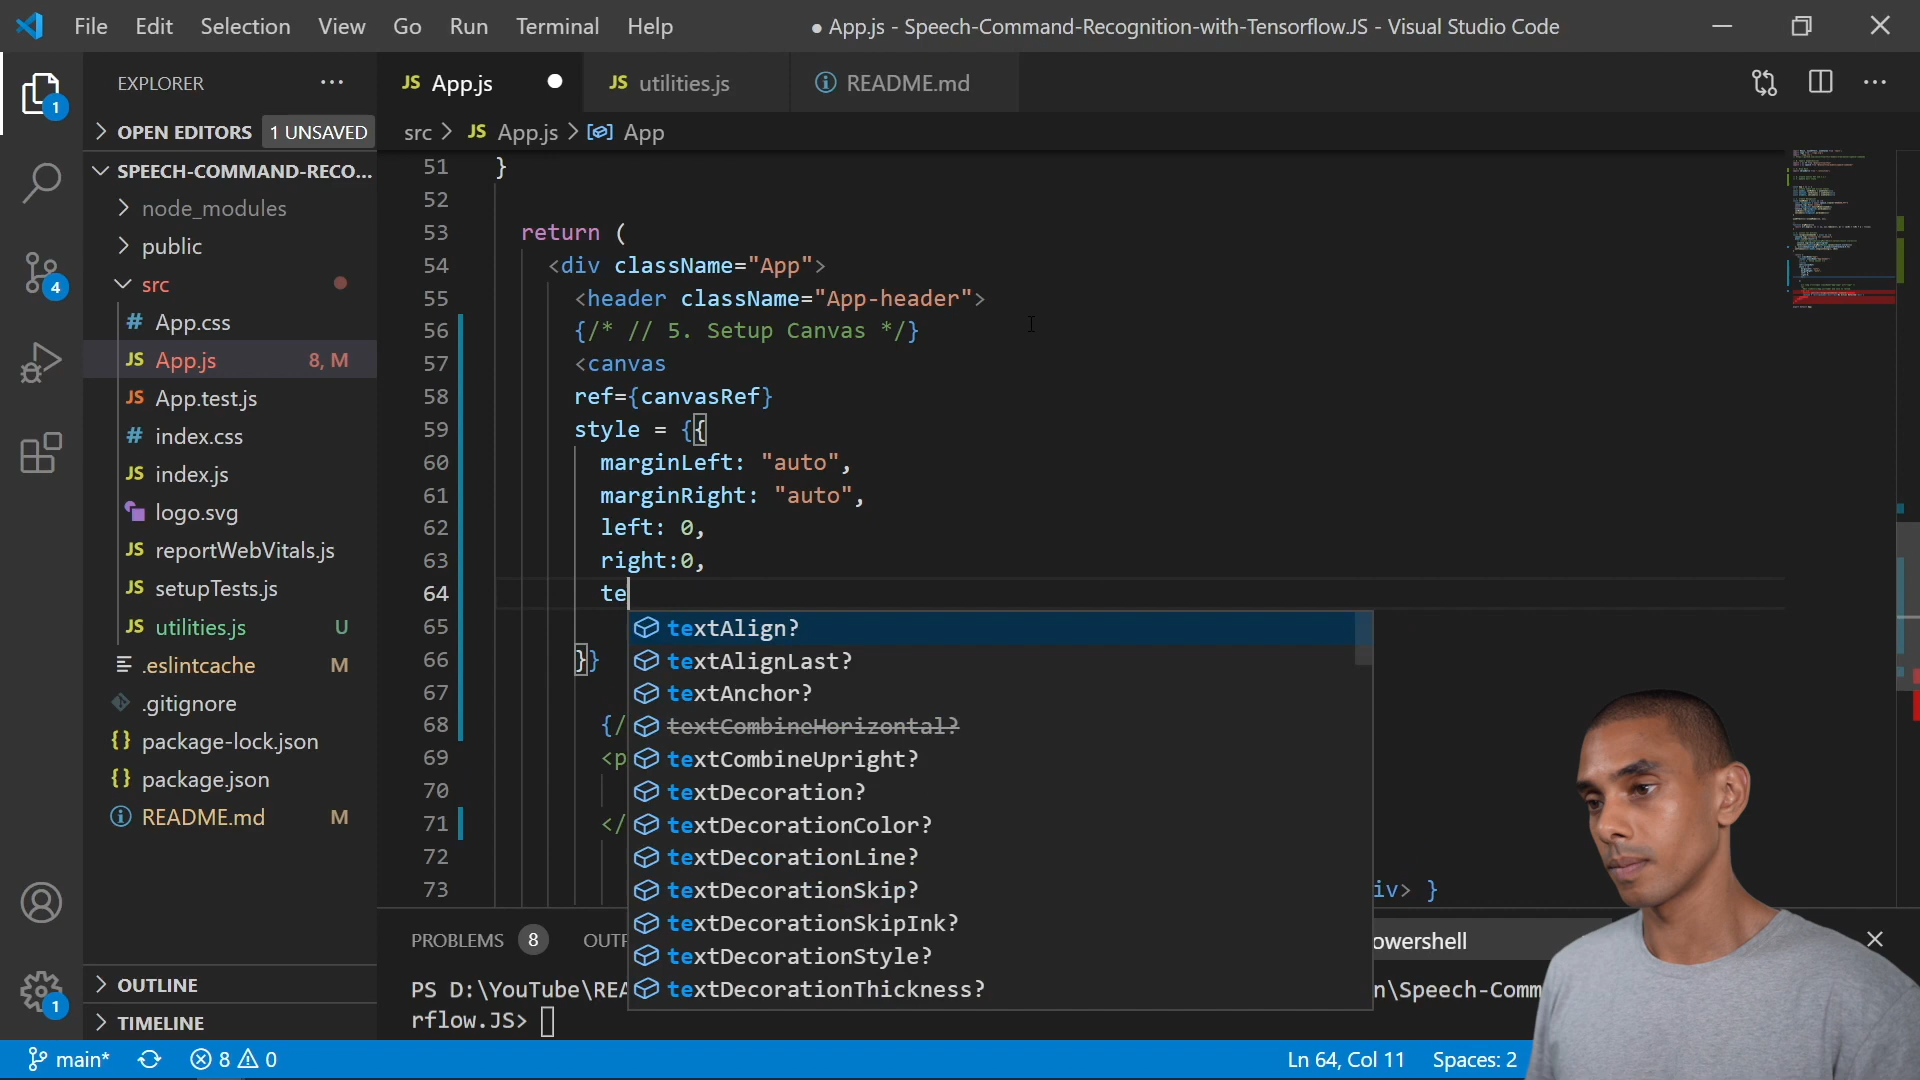 File Edit Selection View Go Run Terminal Help
● App.js - Speech-Command-Recognition-with-Tensorflow.JS - Visual Studio Code
EXPLORER
JS App.js
JS utilities.js
README.md
OPEN EDITORS 1 UNSAVED
src > JS App.js > App
SPEECH-COMMAND-RECO...
node_modules
public
src
# App.css
JS App.js 8, M
JS App.test.js
# index.css
JS index.js
logo.svg
JS reportWebVitals.js
JS setupTests.js
JS utilities.js U
.eslintcache M
.gitignore
{} package-lock.json
{} package.json
README.md M
OUTLINE
TIMELINE
1
4
1
51 }
52
53 return (
54 <div className="App">
55 <header className="App-header">
56 {/* // 5. Setup Canvas */}
57 <canvas
58 ref={canvasRef}
59 style = {{
60 marginLeft: "auto",
61 marginRight: "auto",
62 left: 0,
63 right:0,
64 te
65
66 }}
67
68 {/
69 <p
70
71 </
72
73 iv> }
textAlign?
textAlignLast?
textAnchor?
textCombineHorizontal?
textCombineUpright?
textDecoration?
textDecorationColor?
textDecorationLine?
textDecorationSkip?
textDecorationSkipInk?
textDecorationStyle?
textDecorationThickness?
PROBLEMS 8 OUTP owershell
PS D:\YouTube\REA n\Speech-Comm
rflow.JS>
main* 8 0 Ln 64, Col 11 Spaces: 2